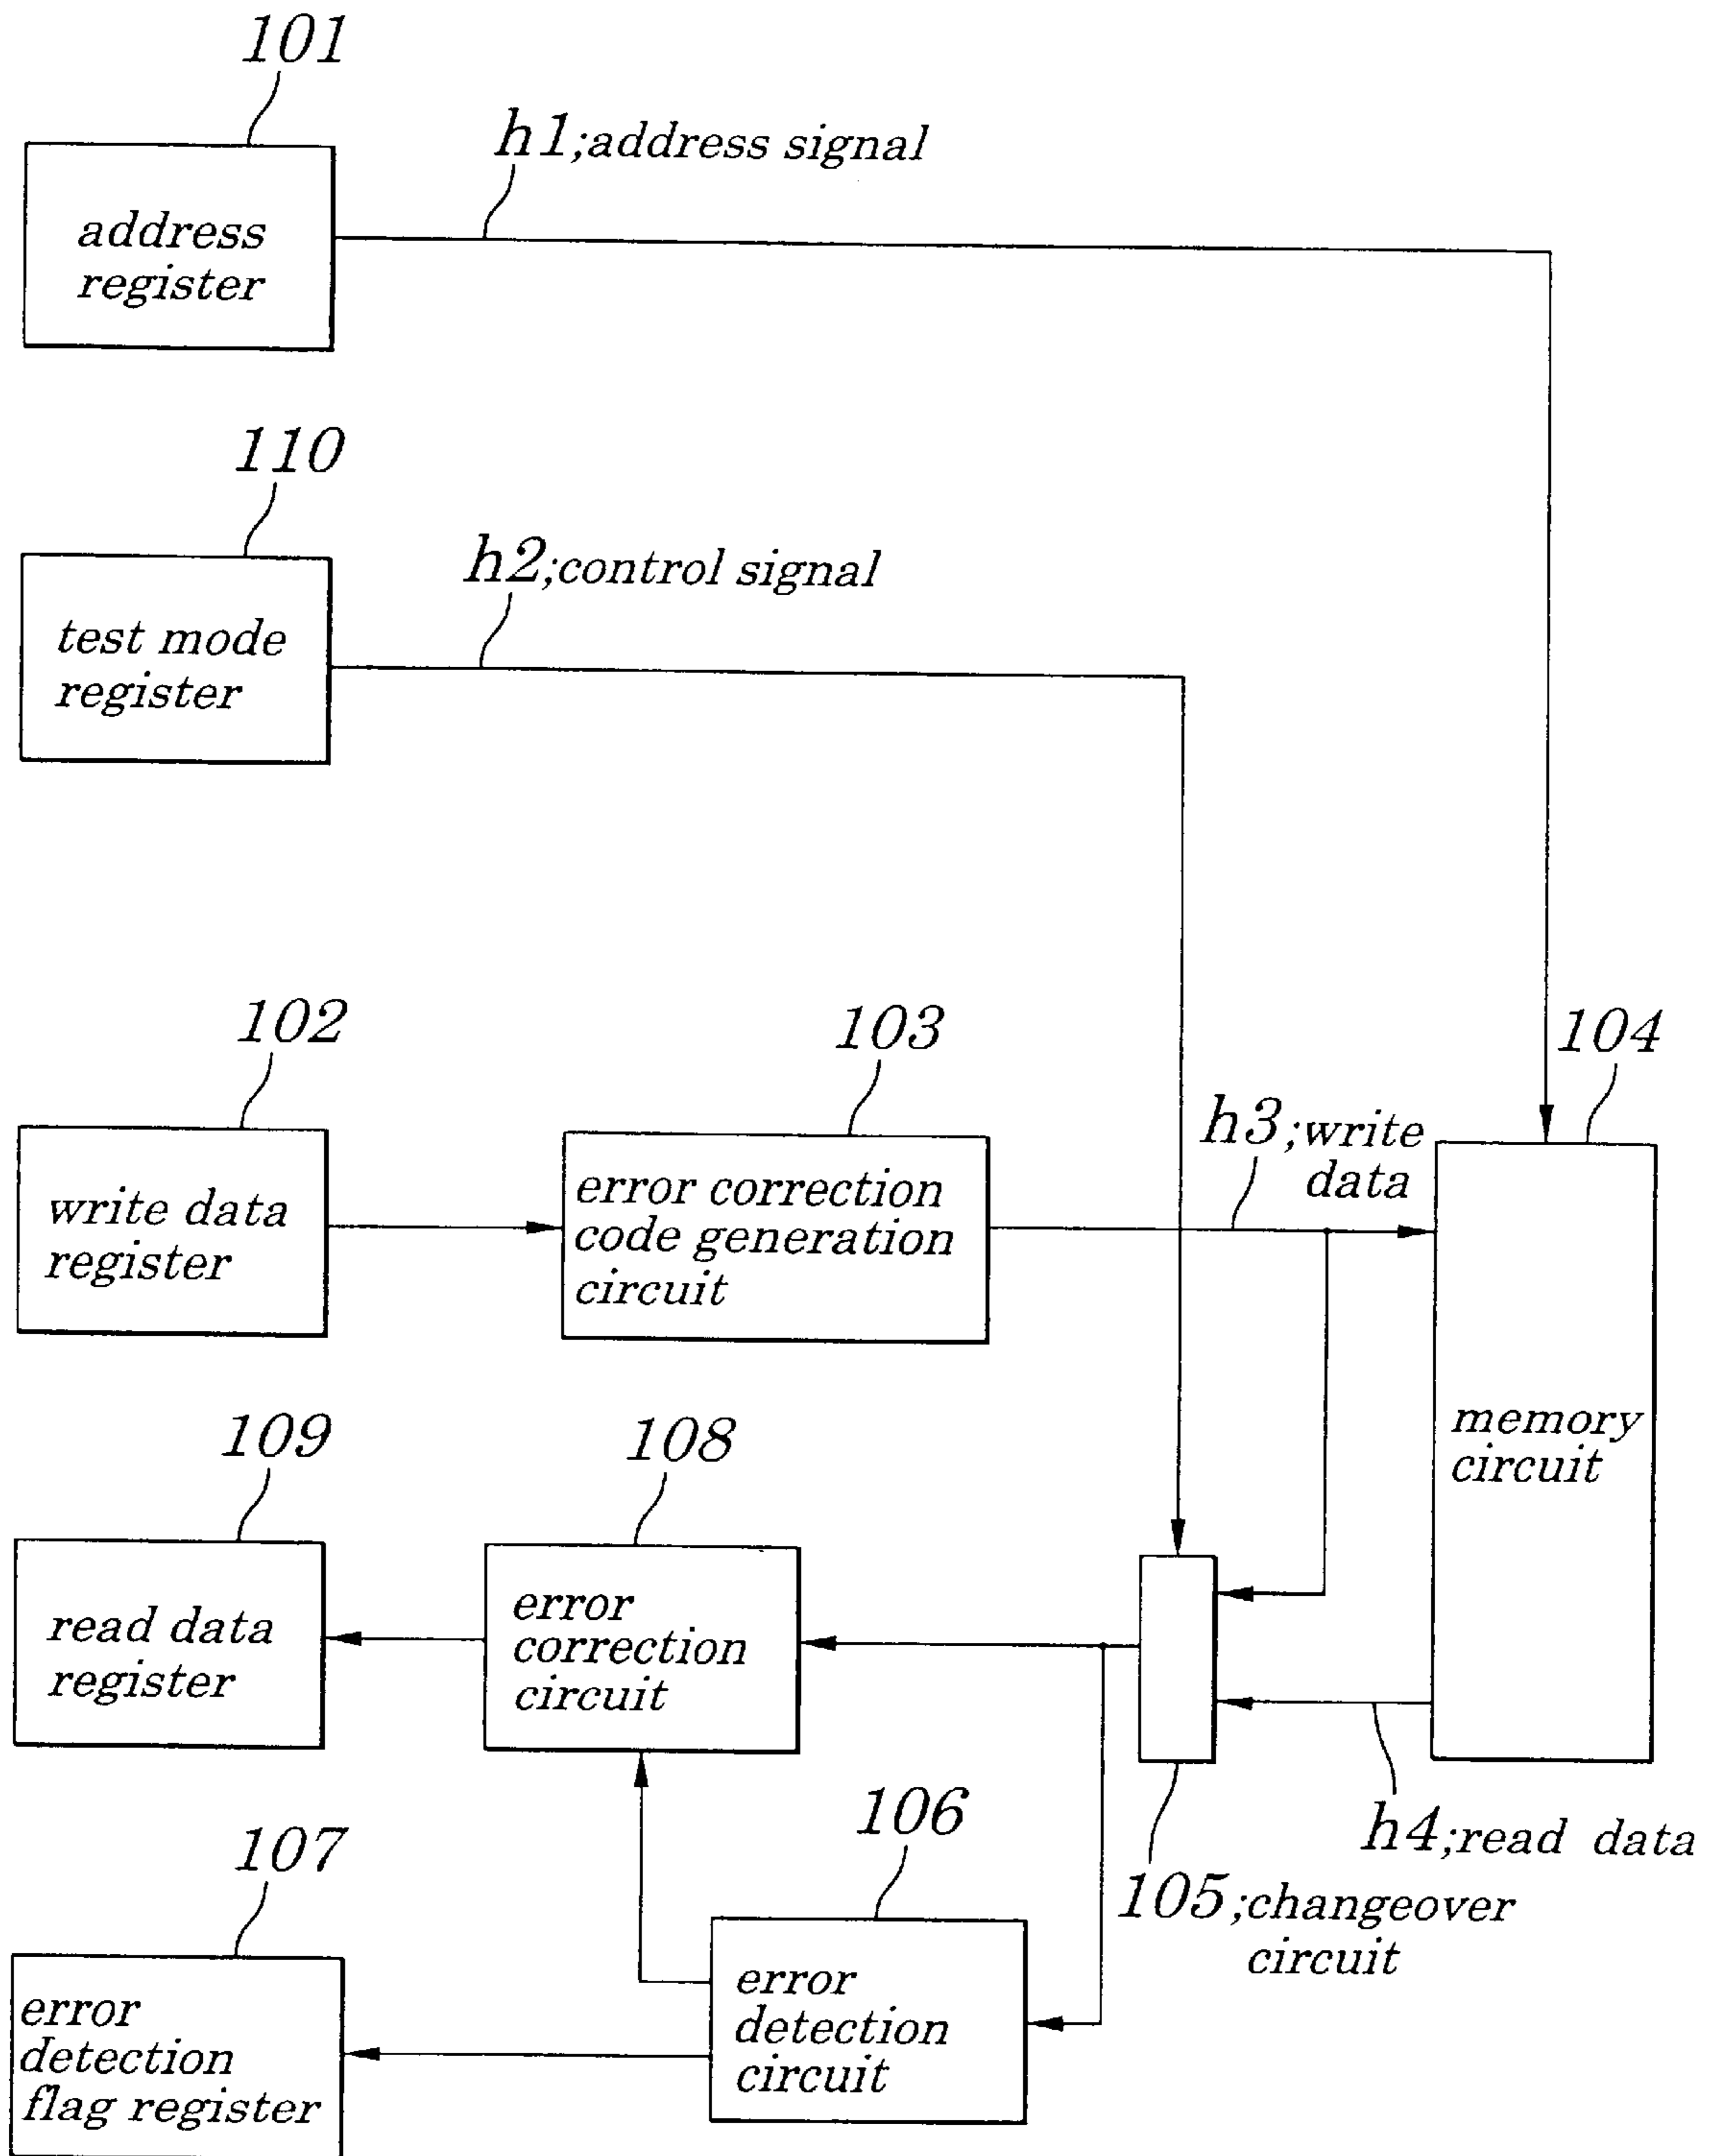 101
h1;address signal
address
register
110
h2;control signal
test mode
register
102
103
104
h3;write
data
write data
register
error correction
code generation
circuit
memory
circuit
109
108
read data
register
error
correction
circuit
h4;read data
105;changeover
circuit
107
106
error
detection
flag register
error
detection
circuit